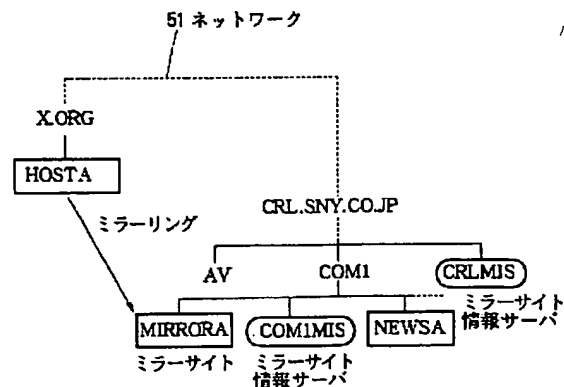 51 ネットワーク
X.ORG
HOSTA
CRL.SNY.CO.JP
ミラーリング
AV
COM1
CRLMIS
ミラーサイト
情報サーバ
MIRRORA
COM1MIS
NEWSA
ミラーサイト
ミラーサイト
情報サーバ